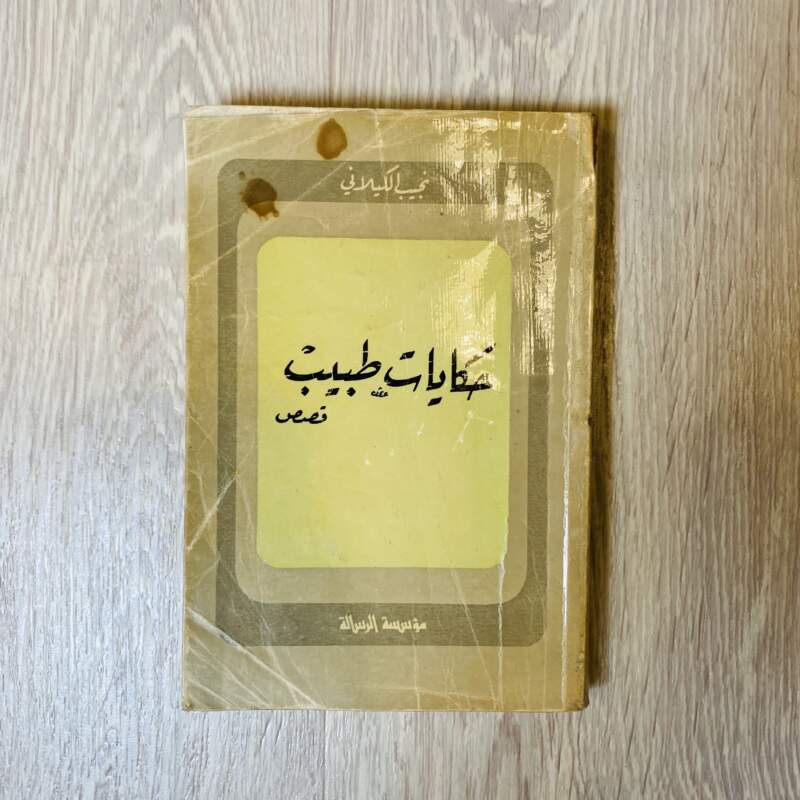 نجيب الكيلاني
حكايات طبيب
قصص
مؤسسة الرسالة